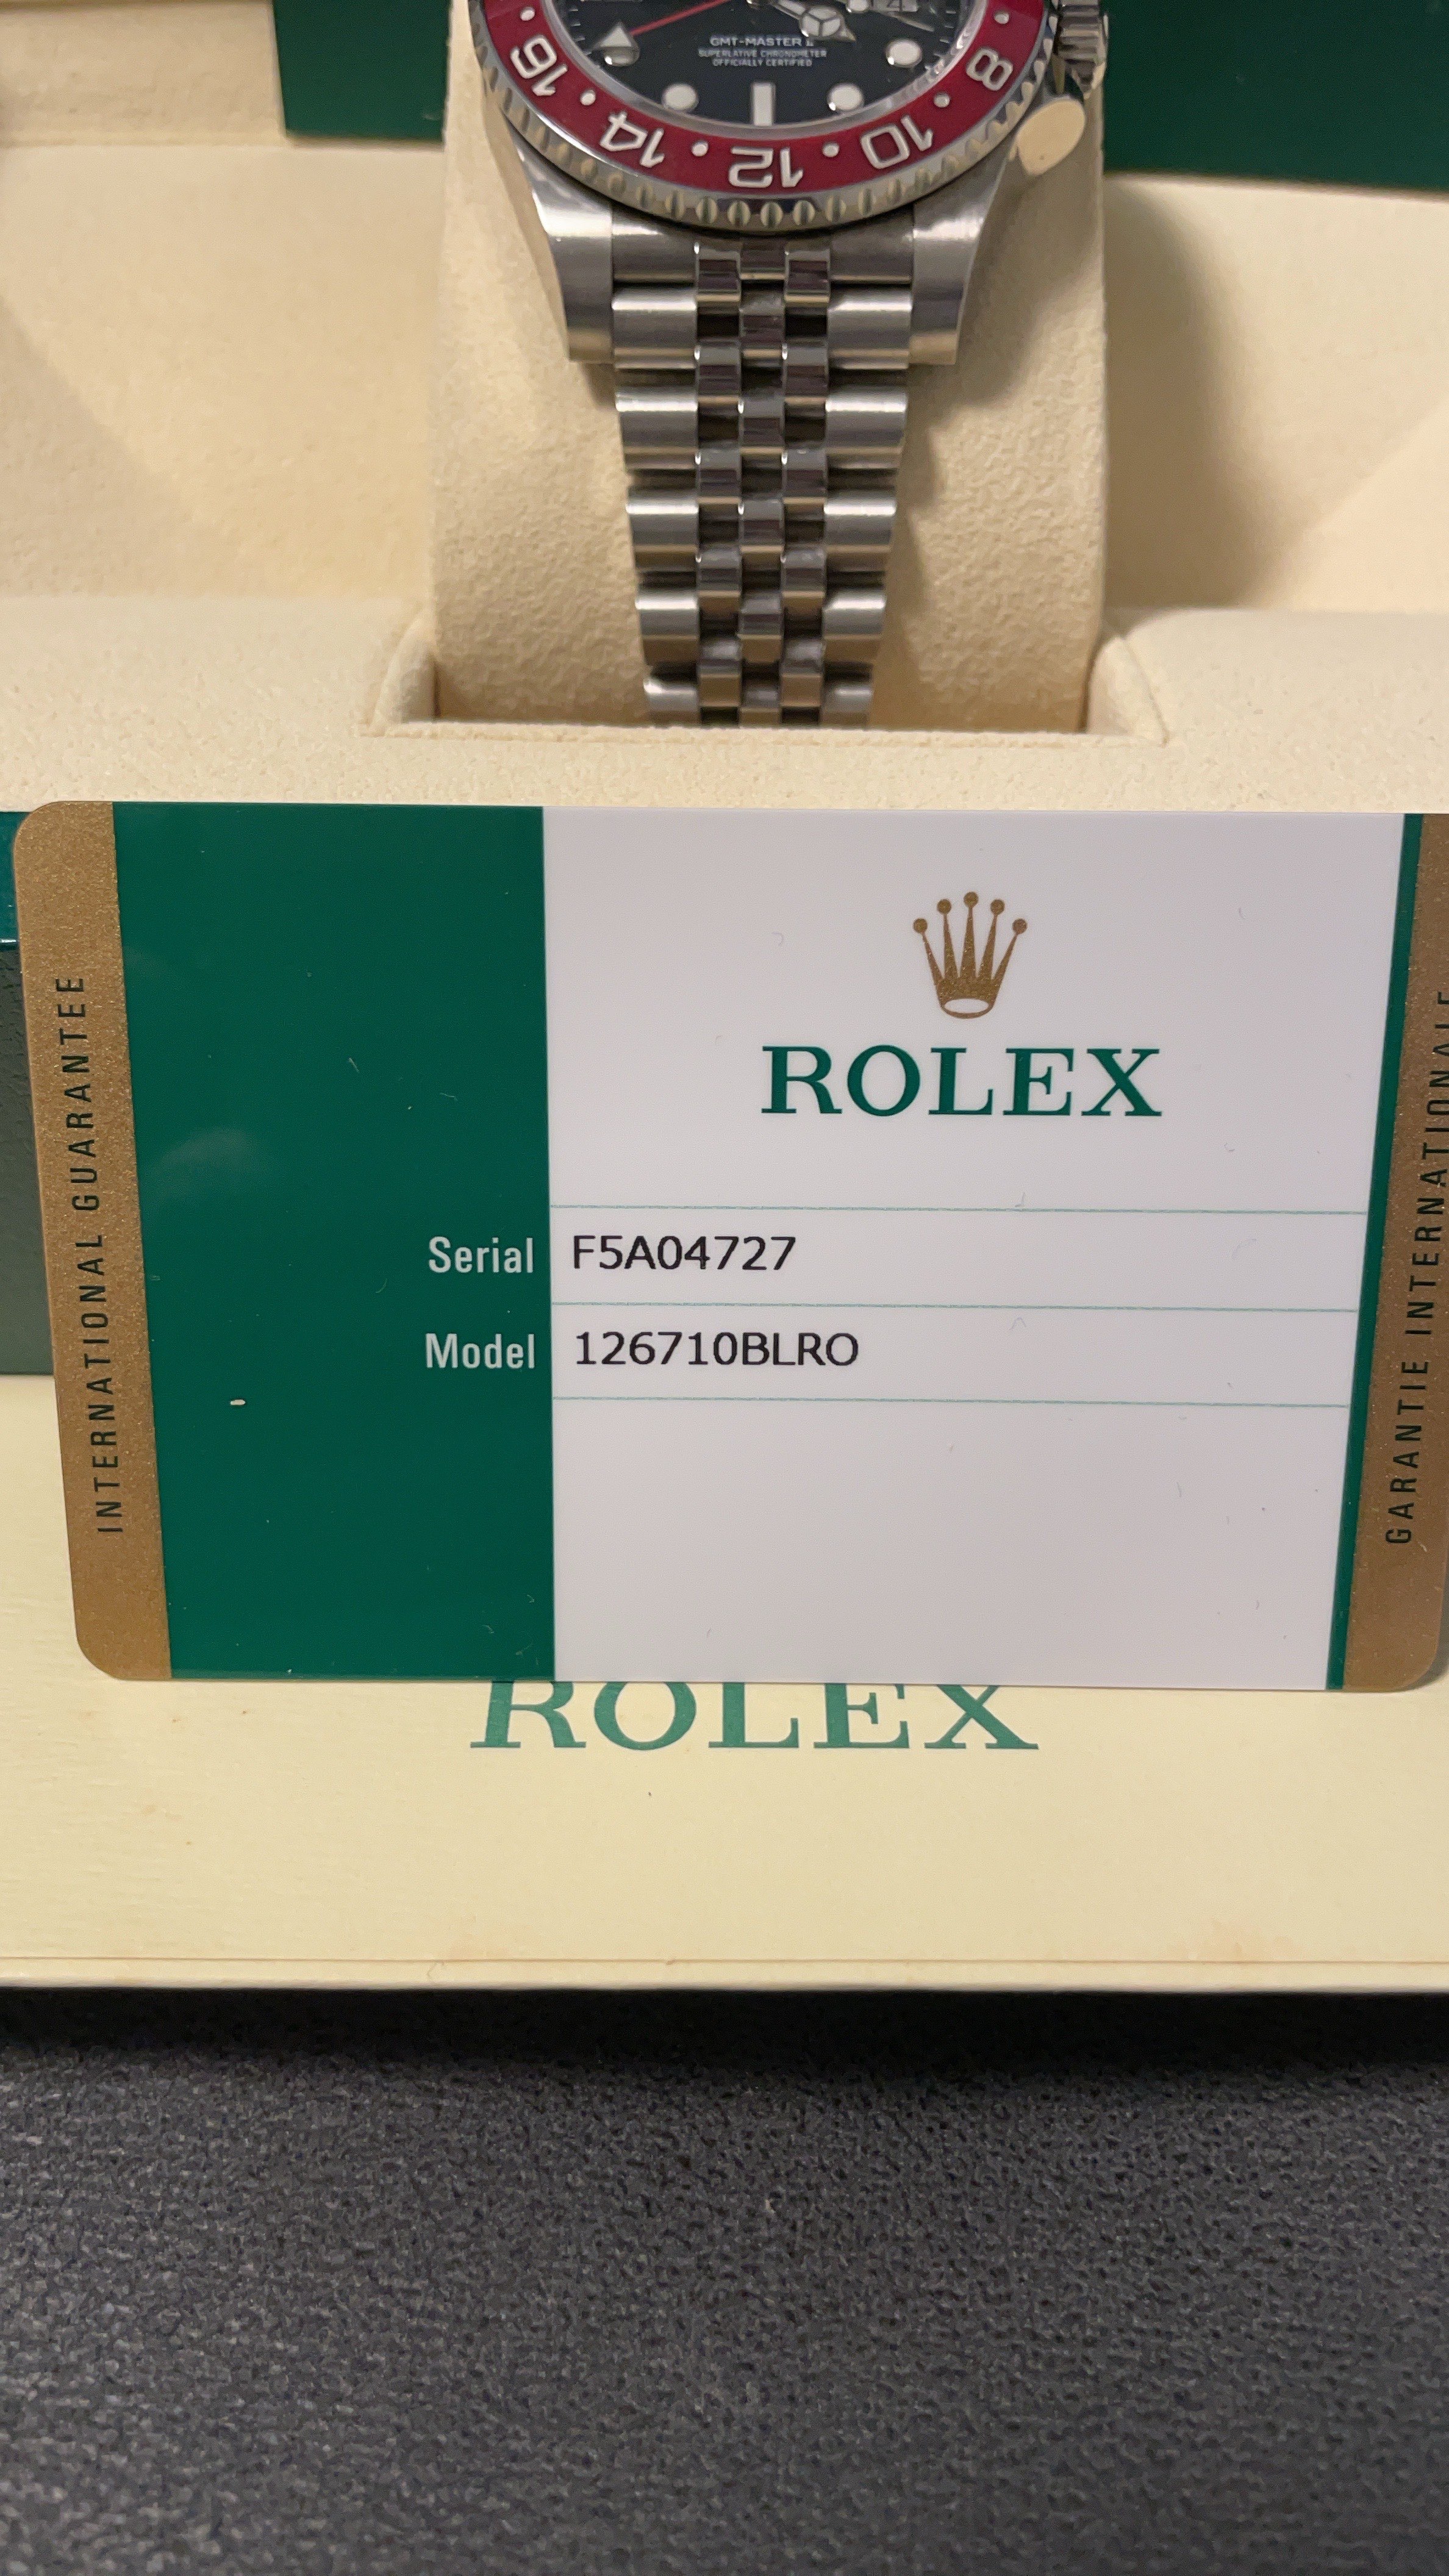 16
14
12
10
8
GMT-MASTER II
SUPERLATIVE CHRONOMETER
OFFICIALLY CERTIFIED
INTERNATIONAL GUARANTEE
ROLEX
Serial F5A04727
Model 126710BLRO
GARANTIE INTERNATIONALE
ROLEX